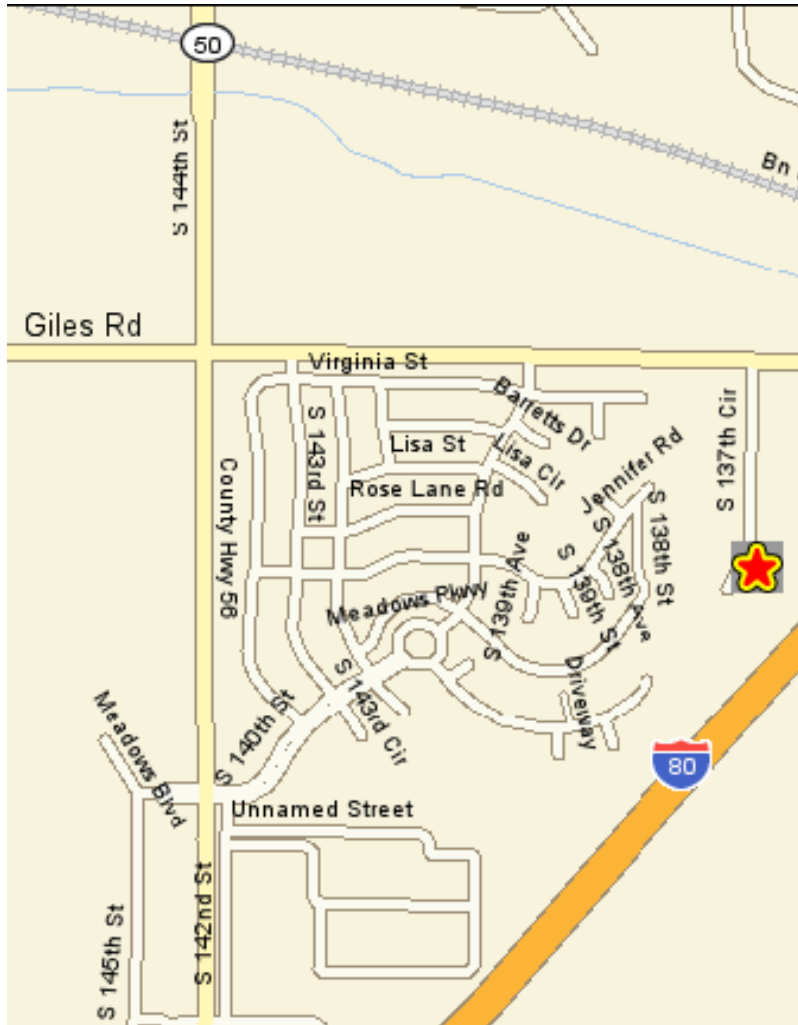 50
S 144th St
Bn
Giles Rd
Virginia St
Barretts Dr
S 137th Cir
S 143rd St
Lisa St
Lisa Cir
Jennifer Rd
County Hwy 56
Rose Lane Rd
S 138th St
S 138th Ave
S 139th Ave
S 139th St
Meadows Pkwy
S 143rd Cir
Driveway
S 140th St
Meadows Blvd
80
Unnamed Street
S 142nd St
S 145th St